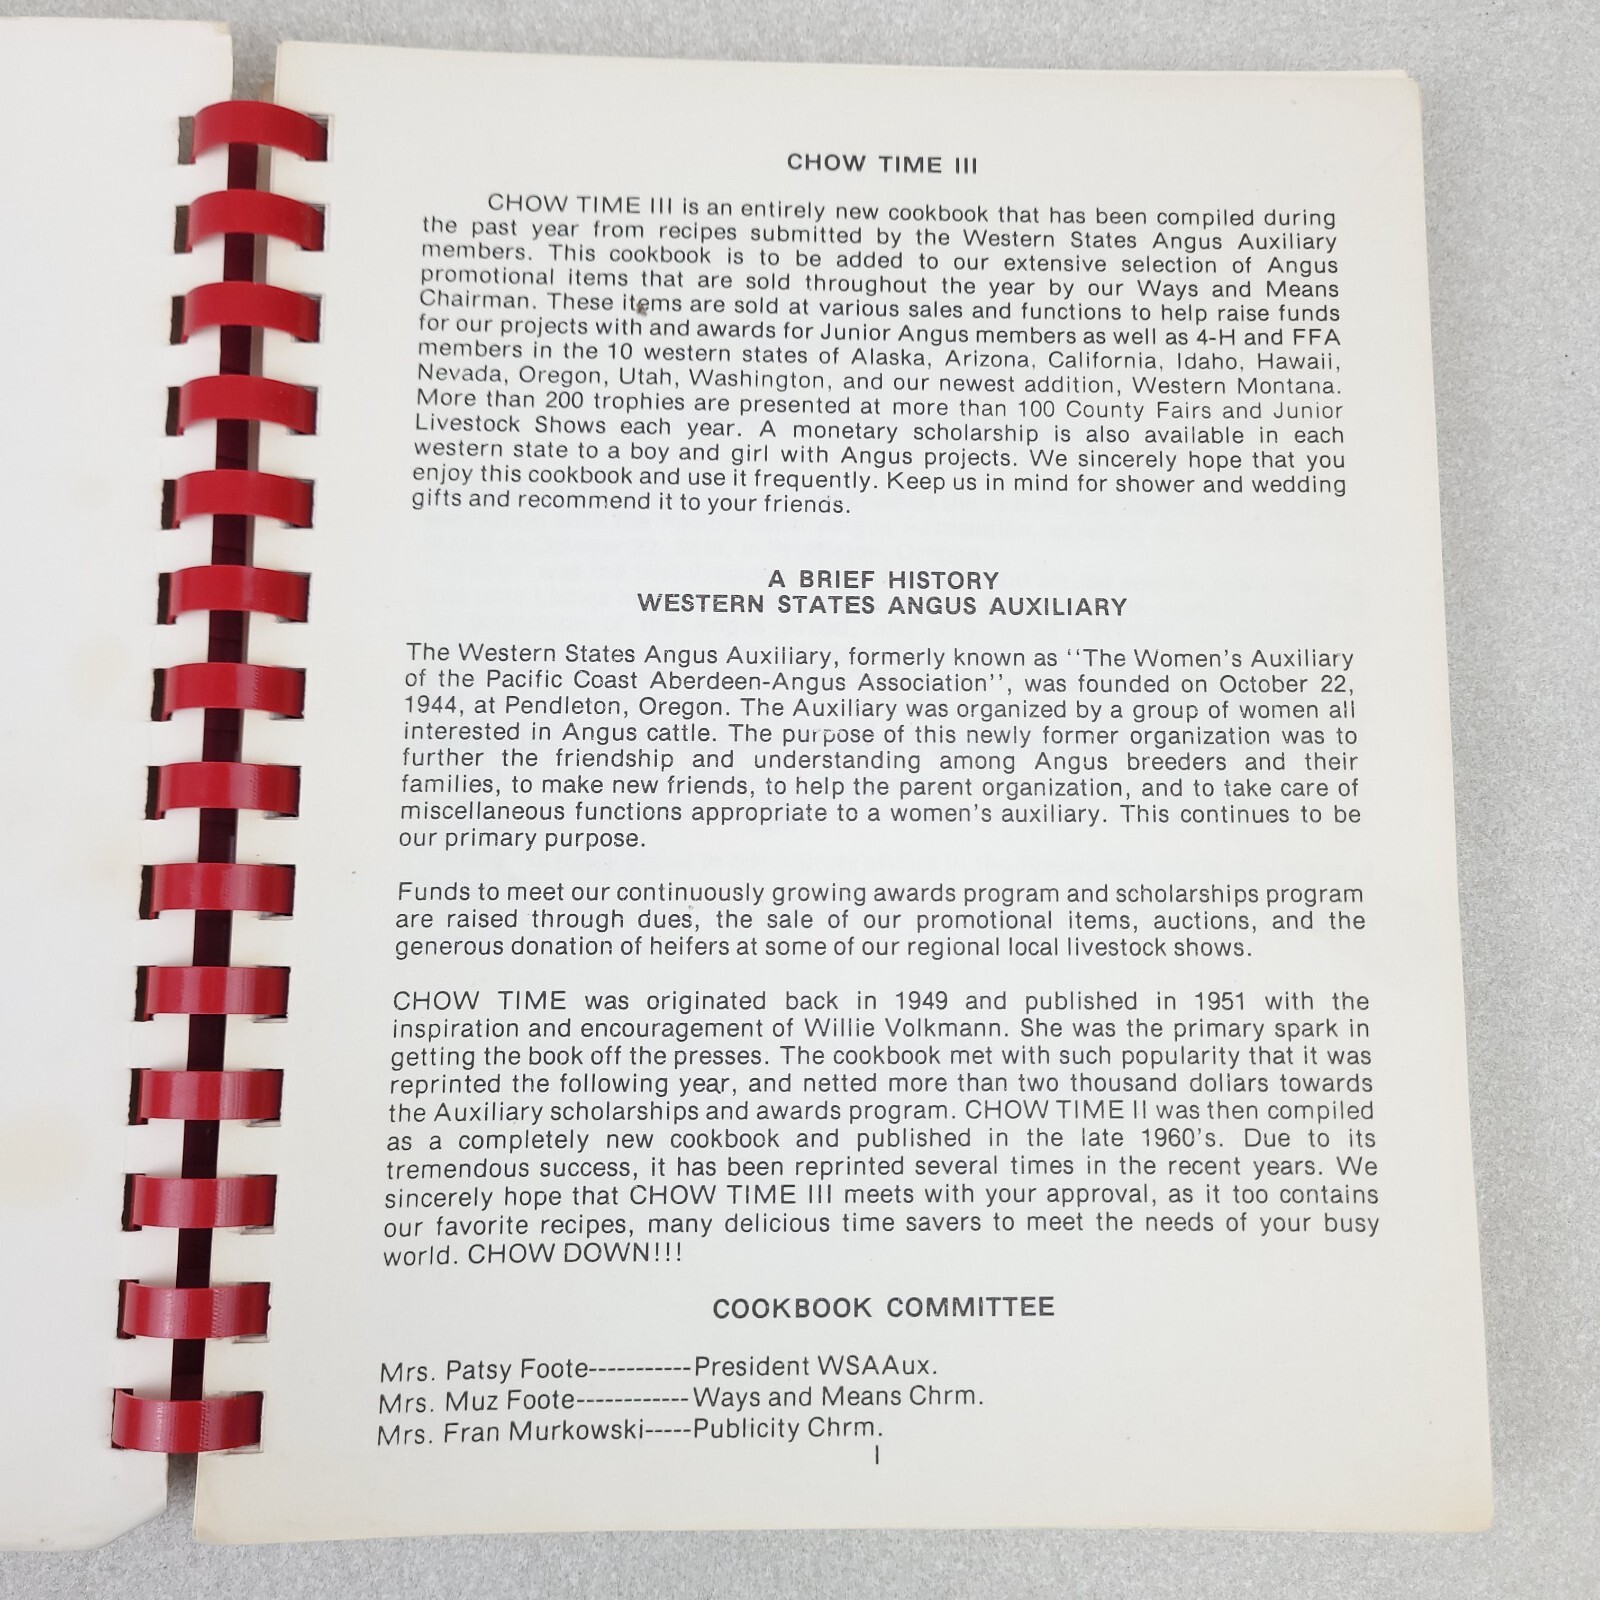 CHOW TIME III
CHOW TIME III is an entirely new cookbook that has been compiled during
the past year from recipes submitted by the Western States Angus Auxiliary
members. This cookbook is to be added to our extensive selection of Angus
promotional items that are sold throughout the year by our Ways and Means
Chairman. These items are sold at various sales and functions to help raise funds
for our projects with and awards for Junior Angus members as well as 4-H and FFA
members in the 10 western states of Alaska, Arizona, California, Idaho, Hawaii,
Nevada, Oregon, Utah, Washington, and our newest addition, Western Montana.
More than 200 trophies are presented at more than 100 County Fairs and Junior
Livestock Shows each year. A monetary scholarship is also available in each
western state to a boy and girl with Angus projects. We sincerely hope that you
enjoy this cookbook and use it frequently. Keep us in mind for shower and wedding
gifts and recommend it to your friends.
A BRIEF HISTORY
WESTERN STATES ANGUS AUXILIARY
The Western States Angus Auxiliary, formerly known as ‘‘The Women's Auxiliary
of the Pacific Coast Aberdeen-Angus Association’’, was founded on October 22,
1944, at Pendleton, Oregon. The Auxiliary was organized by a group of women all
interested in Angus cattle. The purpose of this newly former organization was to
further the friendship and understanding among Angus breeders and their
families, to make new friends, to help the parent organization, and to take care of
miscellaneous functions appropriate to a women's auxiliary. This continues to be
our primary purpose.
Funds to meet our continuously growing awards program and scholarships program
are raised through dues, the sale of our promotional items, auctions, and the
generous donation of heifers at some of our regional local livestock shows.
CHOW TIME was originated back in 1949 and published in 1951 with the
inspiration and encouragement of Willie Volkmann. She was the primary spark in
getting the book off the presses. The cookbook met with such popularity that it was
reprinted the following year, and netted more than two thousand dollars towards
the Auxiliary scholarships and awards program. CHOW TIME II was then compiled
as a completely new cookbook and published in the late 1960's. Due to its
tremendous success, it has been reprinted several times in the recent years. We
sincerely hope that CHOW TIME III meets with your approval, as it too contains
our favorite recipes, many delicious time savers to meet the needs of your busy
world. CHOW DOWN!!!
COOKBOOK COMMITTEE
Mrs. Patsy Foote-----------President WSAAux.
Mrs. Muz Foote------------Ways and Means Chrm.
Mrs. Fran Murkowski-----Publicity Chrm.
I